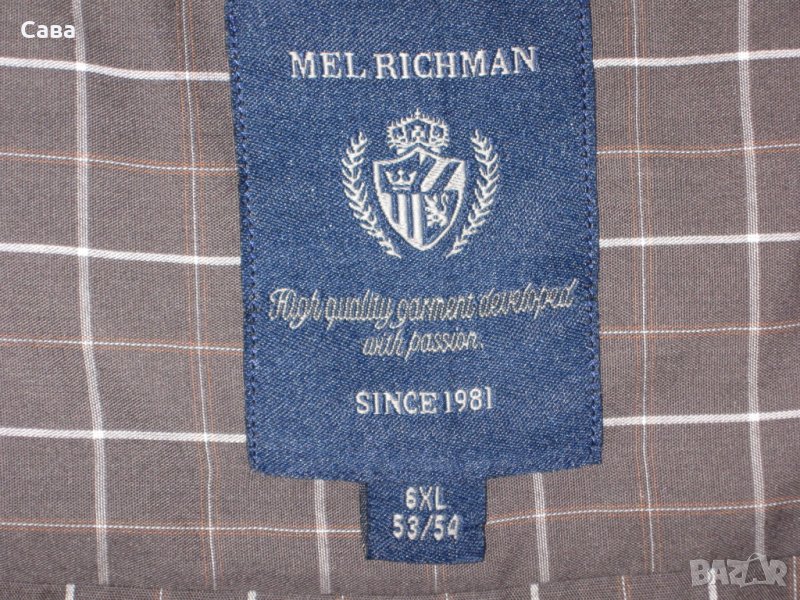 Сава
MEL RICHMAN
High quality garment developed
with passion.
SINCE 1981
6XL
53/54
BAZAR